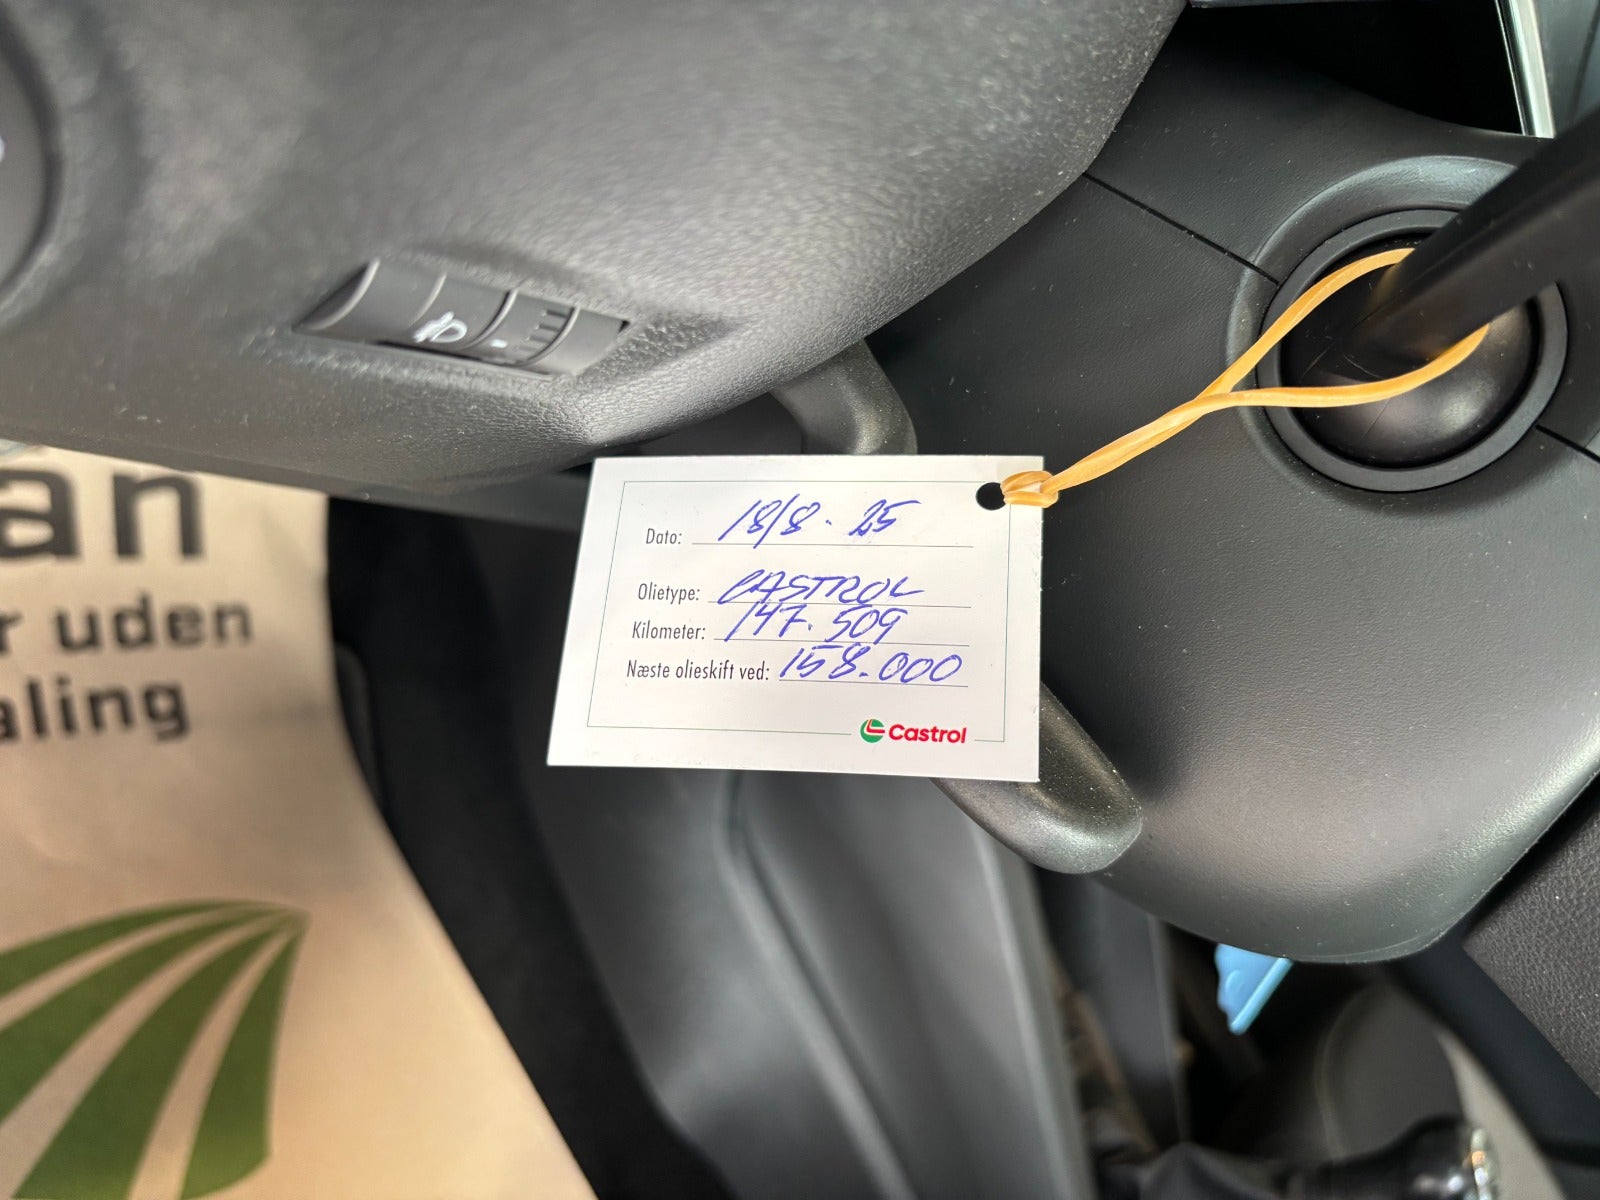 Dato: 18/8. 25
Olietype: CASTROL
Kilometer: 147.509
Næste olieskift ved: 158.000
Castrol
an
r uden
aling